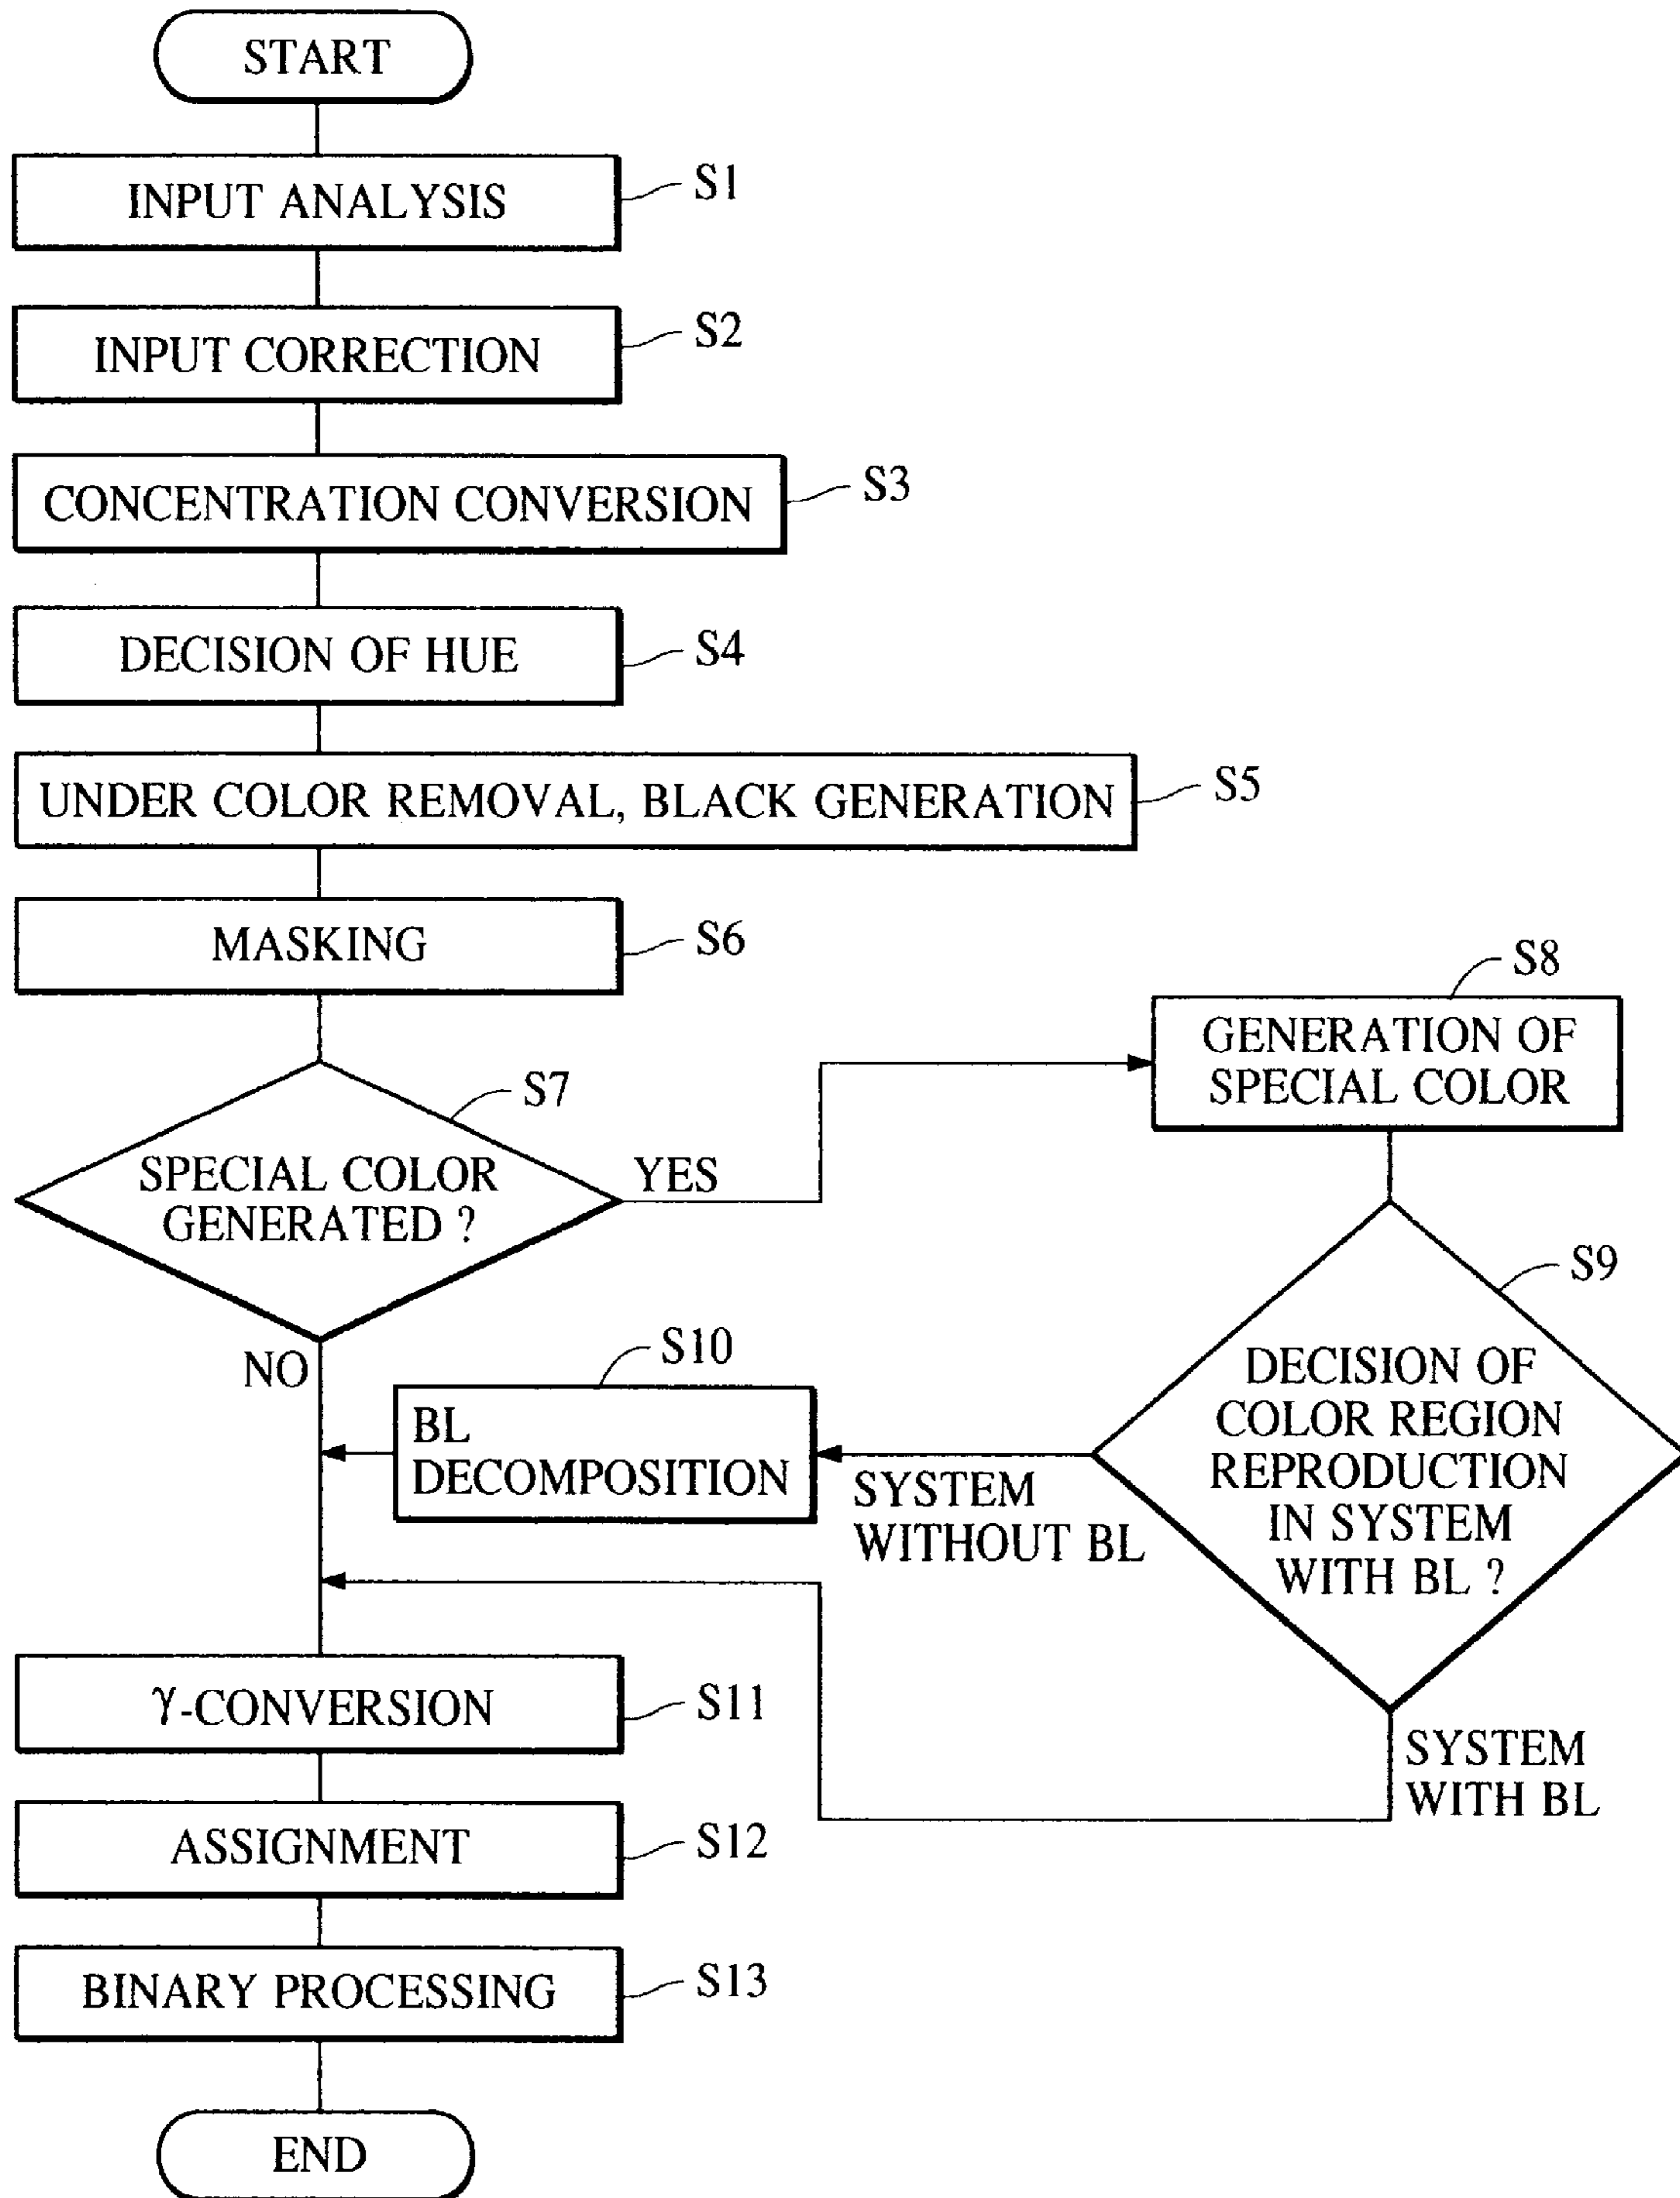 START
INPUT ANALYSIS
S1
INPUT CORRECTION
S2
CONCENTRATION CONVERSION
S3
DECISION OF HUE
S4
UNDER COLOR REMOVAL, BLACK GENERATION
S5
MASKING
S6
SPECIAL COLOR
GENERATED ?
S7
YES
NO
GENERATION OF
SPECIAL COLOR
S8
DECISION OF
COLOR REGION
REPRODUCTION
IN SYSTEM
WITH BL ?
S9
SYSTEM
WITHOUT BL
BL
DECOMPOSITION
S10
SYSTEM
WITH BL
γ-CONVERSION
S11
ASSIGNMENT
S12
BINARY PROCESSING
S13
END